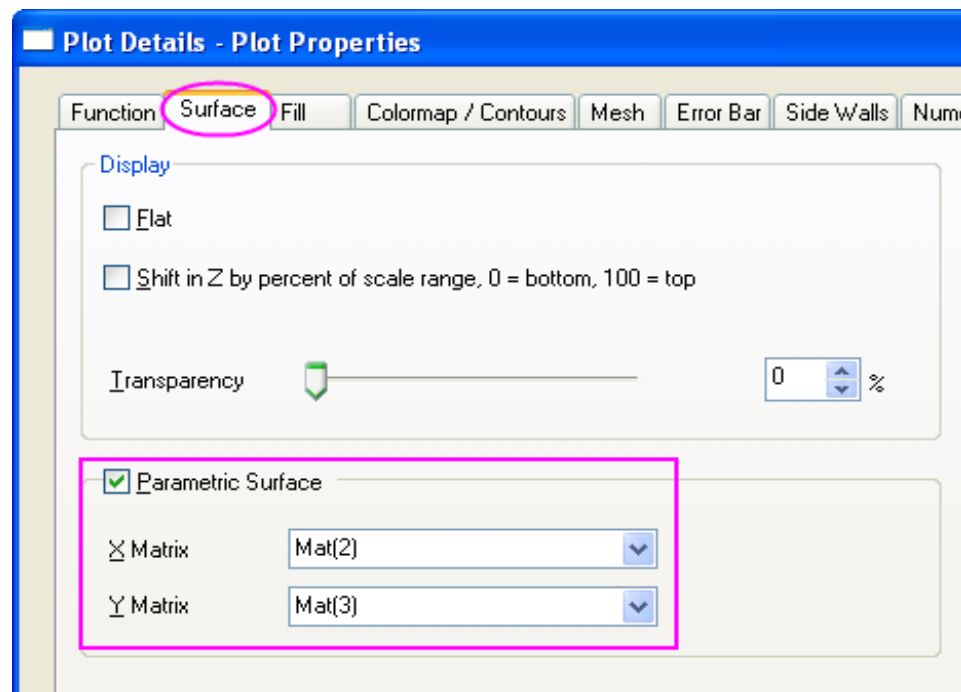 Plot Details - Plot Properties
Function Surface Fill Colormap / Contours Mesh Error Bar Side Walls Nume
Display
Flat
Shift in Z by percent of scale range, 0 = bottom, 100 = top
Transparency 0 %
Parametric Surface
X Matrix Mat(2)
Y Matrix Mat(3)